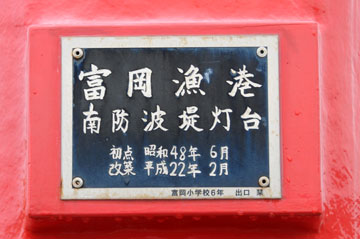 富岡漁港
南防波堤灯台
初点 昭和48年 6月
改築 平成22年 2月
富岡小学校6年 出口 栞